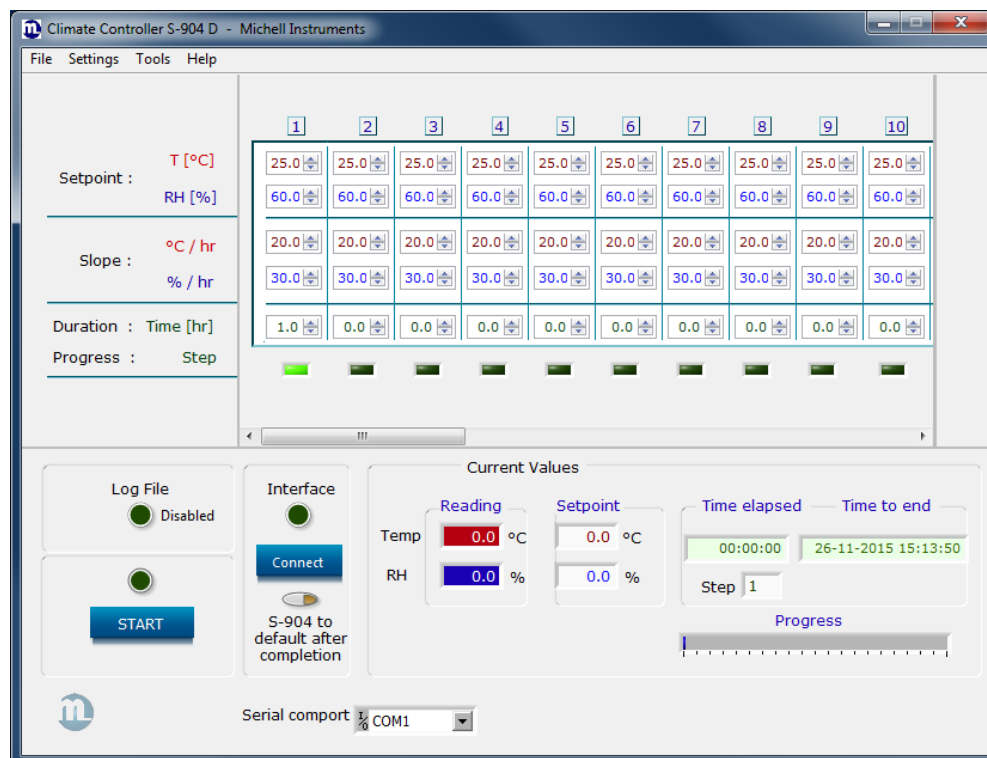 Climate Controller S-904 D - Michell Instruments
File Settings Tools Help
1 2 3 4 5 6 7 8 9 10
Setpoint :
T [°C] 25.0 25.0 25.0 25.0 25.0 25.0 25.0 25.0 25.0 25.0
RH [%] 60.0 60.0 60.0 60.0 60.0 60.0 60.0 60.0 60.0 60.0
Slope :
°C / hr 20.0 20.0 20.0 20.0 20.0 20.0 20.0 20.0 20.0 20.0
% / hr 30.0 30.0 30.0 30.0 30.0 30.0 30.0 30.0 30.0 30.0
Duration : Time [hr] 1.0 0.0 0.0 0.0 0.0 0.0 0.0 0.0 0.0 0.0
Progress : Step
Log File
Disabled
START
Interface
Connect
S-904 to
default after
completion
Current Values
Reading Setpoint
Temp 0.0 °C 0.0 °C
RH 0.0 % 0.0 %
Time elapsed Time to end
00:00:00 26-11-2015 15:13:50
Step 1
Progress
m
Serial comport I/O COM1